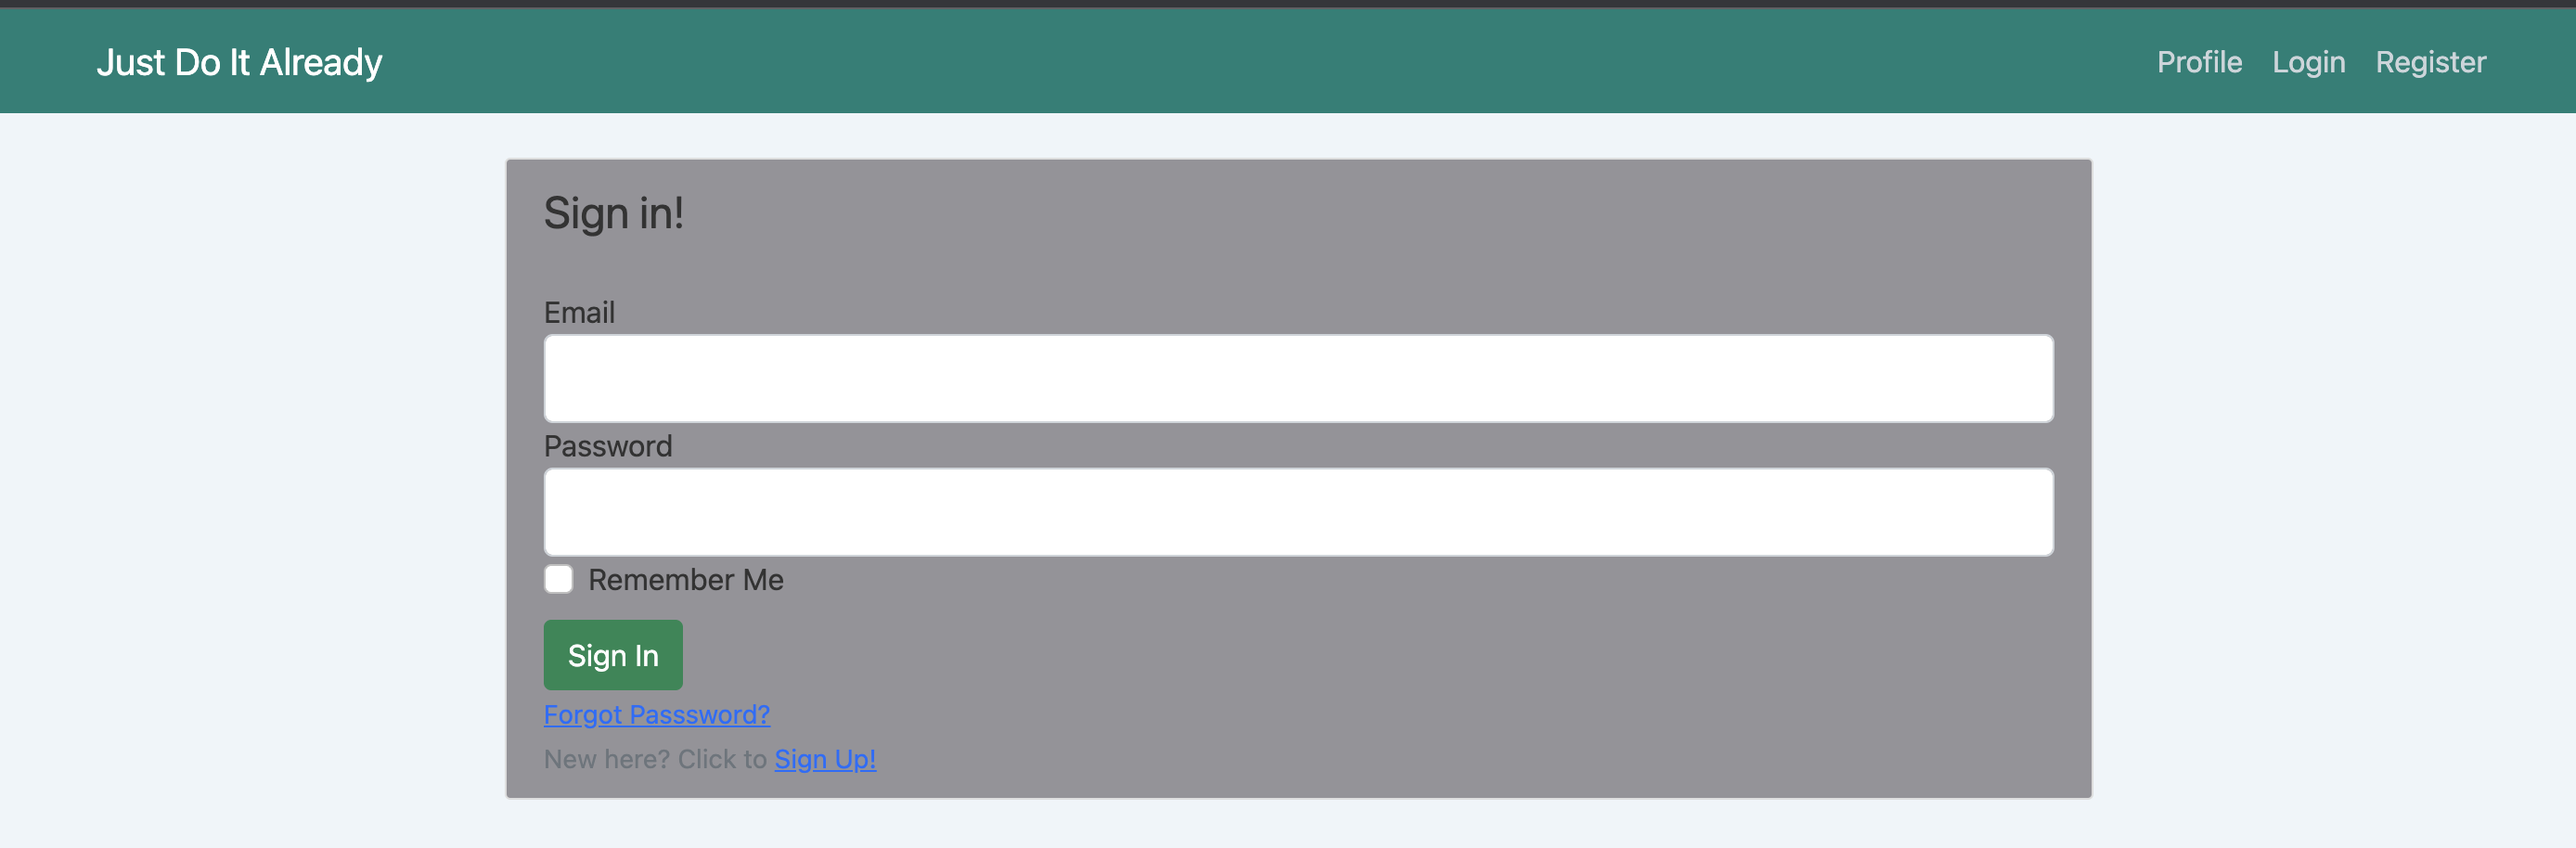 Just Do It Already
Profile Login Register
Sign in!
Email
Password
Remember Me
Sign In
Forgot Passsword?
New here? Click to Sign Up!